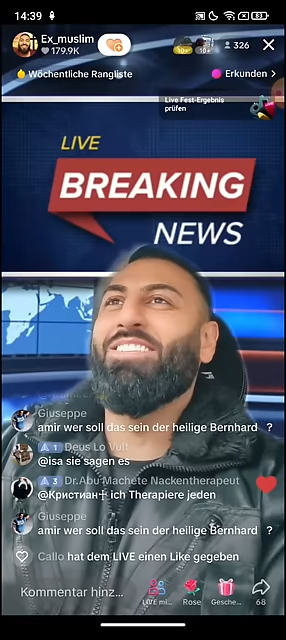 14:39
83
Ex_muslim
179.9K
326
Wöchentliche Rangliste
Erkunden >
Live Fest-Ergebnis
prüfen
LIVE
BREAKING
NEWS
Giuseppe
amir wer soll das sein der heilige Bernhard ?
1 Deus Lo Vult
@isa sie sagen es
3 Dr.Abu Machete Nackentherapeut
@Кристиан☦ ich Therapiere jeden
Giuseppe
amir wer soll das sein der heilige Bernhard ?
Callo hat dem LIVE einen Like gegeben
Kommentar hinz...
LIVE mi...
Rose
Gesche...
68